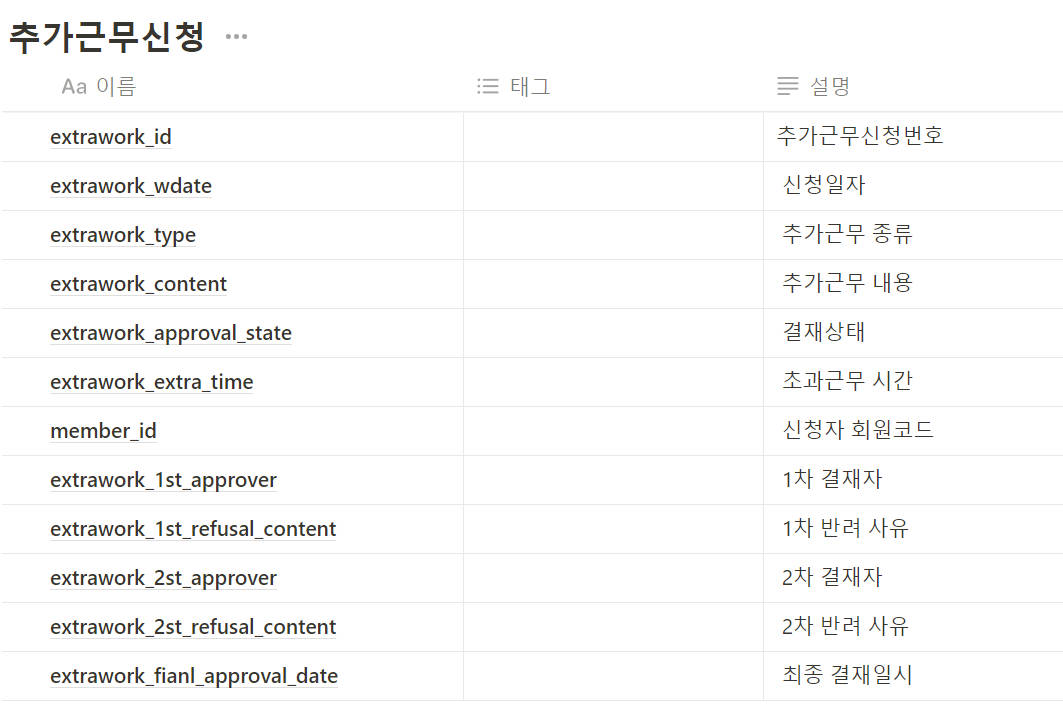 추가근무신청 ···
Aa 이름 태그 설명
extrawork_id 추가근무신청번호
extrawork_wdate 신청일자
extrawork_type 추가근무 종류
extrawork_content 추가근무 내용
extrawork_approval_state 결재상태
extrawork_extra_time 초과근무 시간
member_id 신청자 회원코드
extrawork_1st_approver 1차 결재자
extrawork_1st_refusal_content 1차 반려 사유
extrawork_2st_approver 2차 결재자
extrawork_2st_refusal_content 2차 반려 사유
extrawork_fianl_approval_date 최종 결재일시